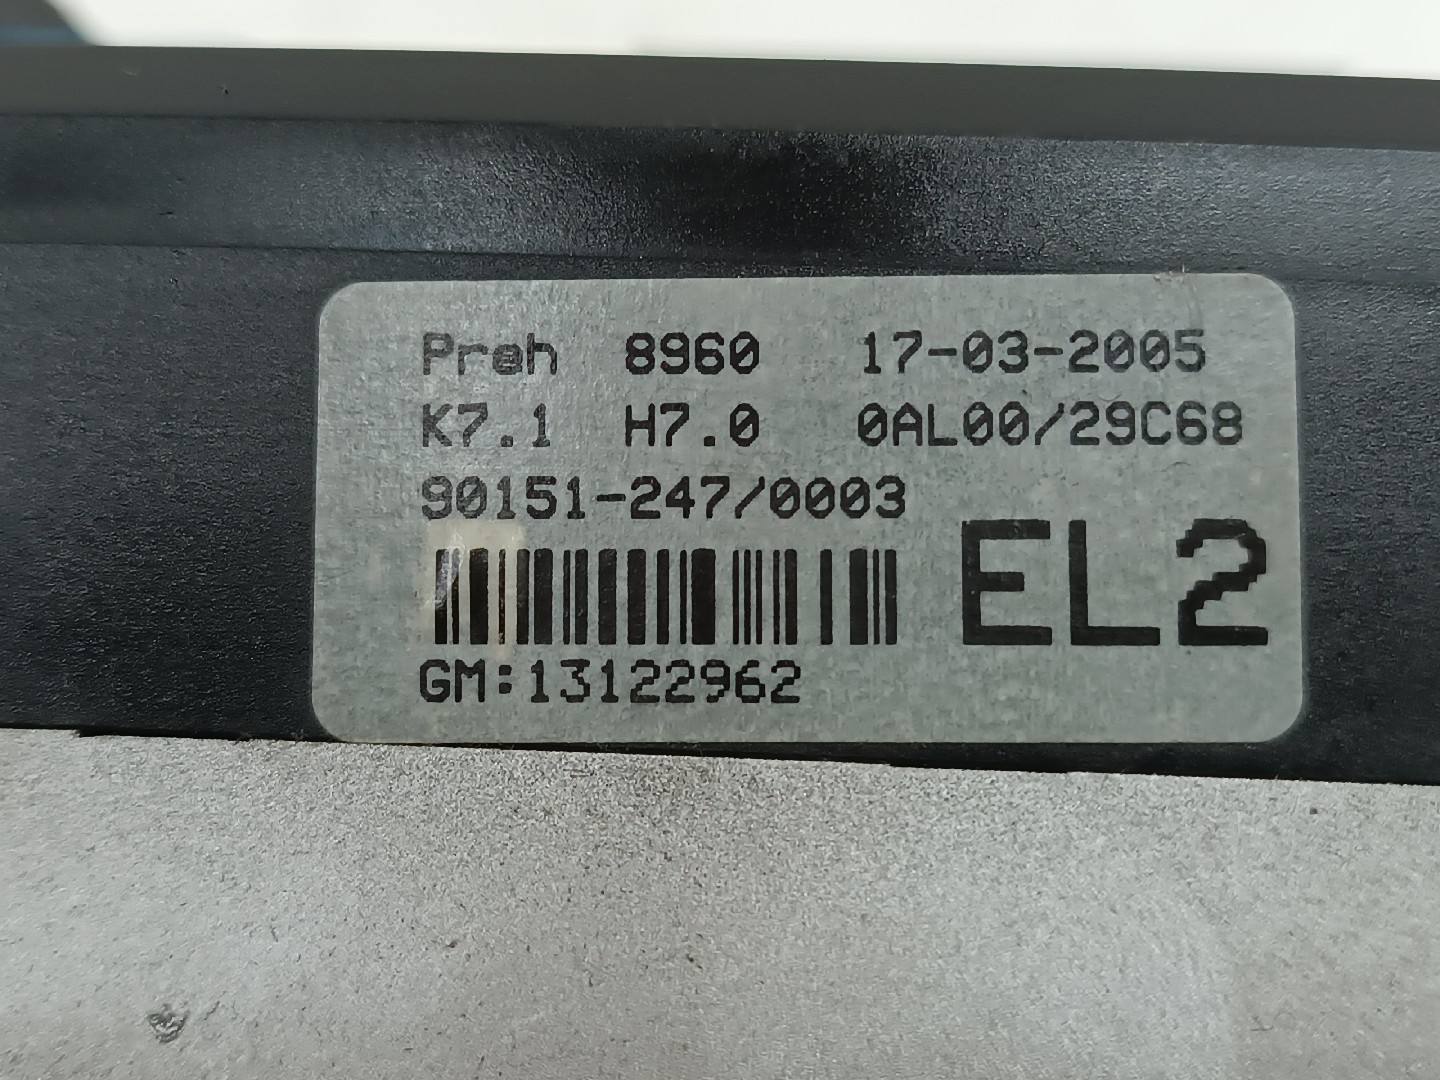 Preh 8960 17-03-2005
K7.1 H7.0 0AL00/29C68
90151-247/0003
EL2
GM:13122962